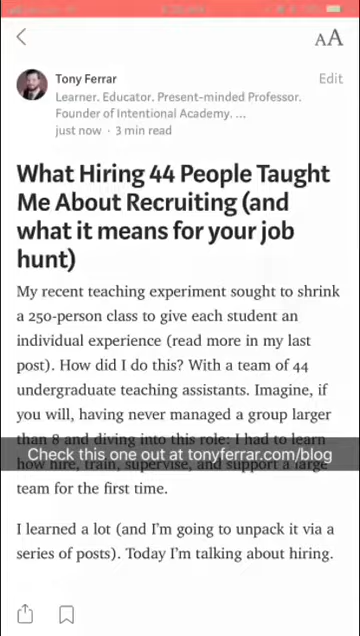 AA
Tony Ferrar
Edit
Learner. Educator. Present-minded Professor.
Founder of Intentional Academy. ...
just now · 3 min read
What Hiring 44 People Taught
Me About Recruiting (and
what it means for your job
hunt)
My recent teaching experiment sought to shrink
a 250-person class to give each student an
individual experience (read more in my last
post). How did I do this? With a team of 44
undergraduate teaching assistants. Imagine, if
you will, having never managed a group larger
than 8 and diving into this role: I had to learn
Check this one out at tonyferrar.com/blog
how hire, train, supervise, and support a large
team for the first time.
I learned a lot (and I'm going to unpack it via a
series of posts). Today I'm talking about hiring.